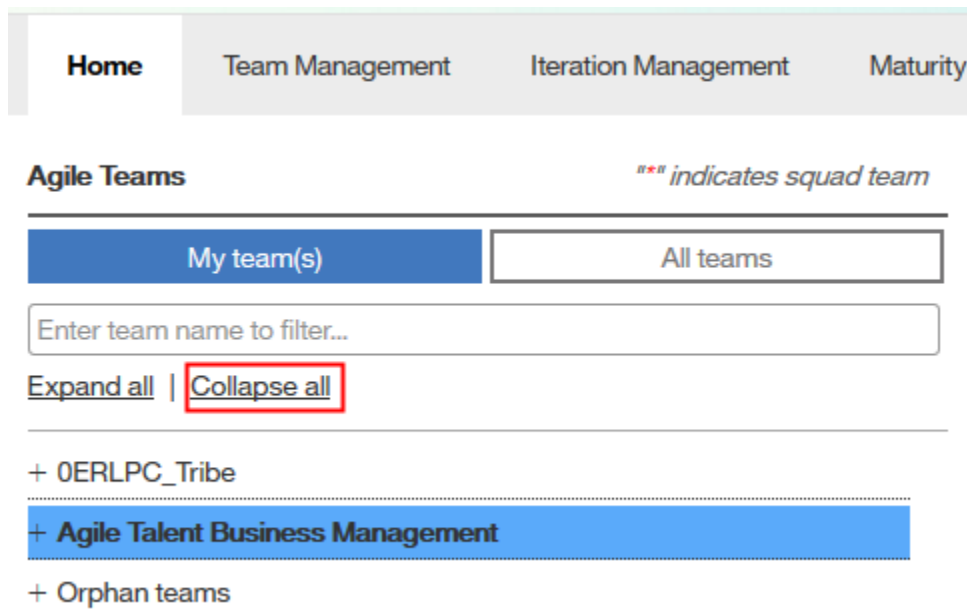 Home Team Management Iteration Management Maturity
Agile Teams "*" indicates squad team
My team(s) All teams
Enter team name to filter...
Expand all | Collapse all
+ 0ERLPC_Tribe
+ Agile Talent Business Management
+ Orphan teams